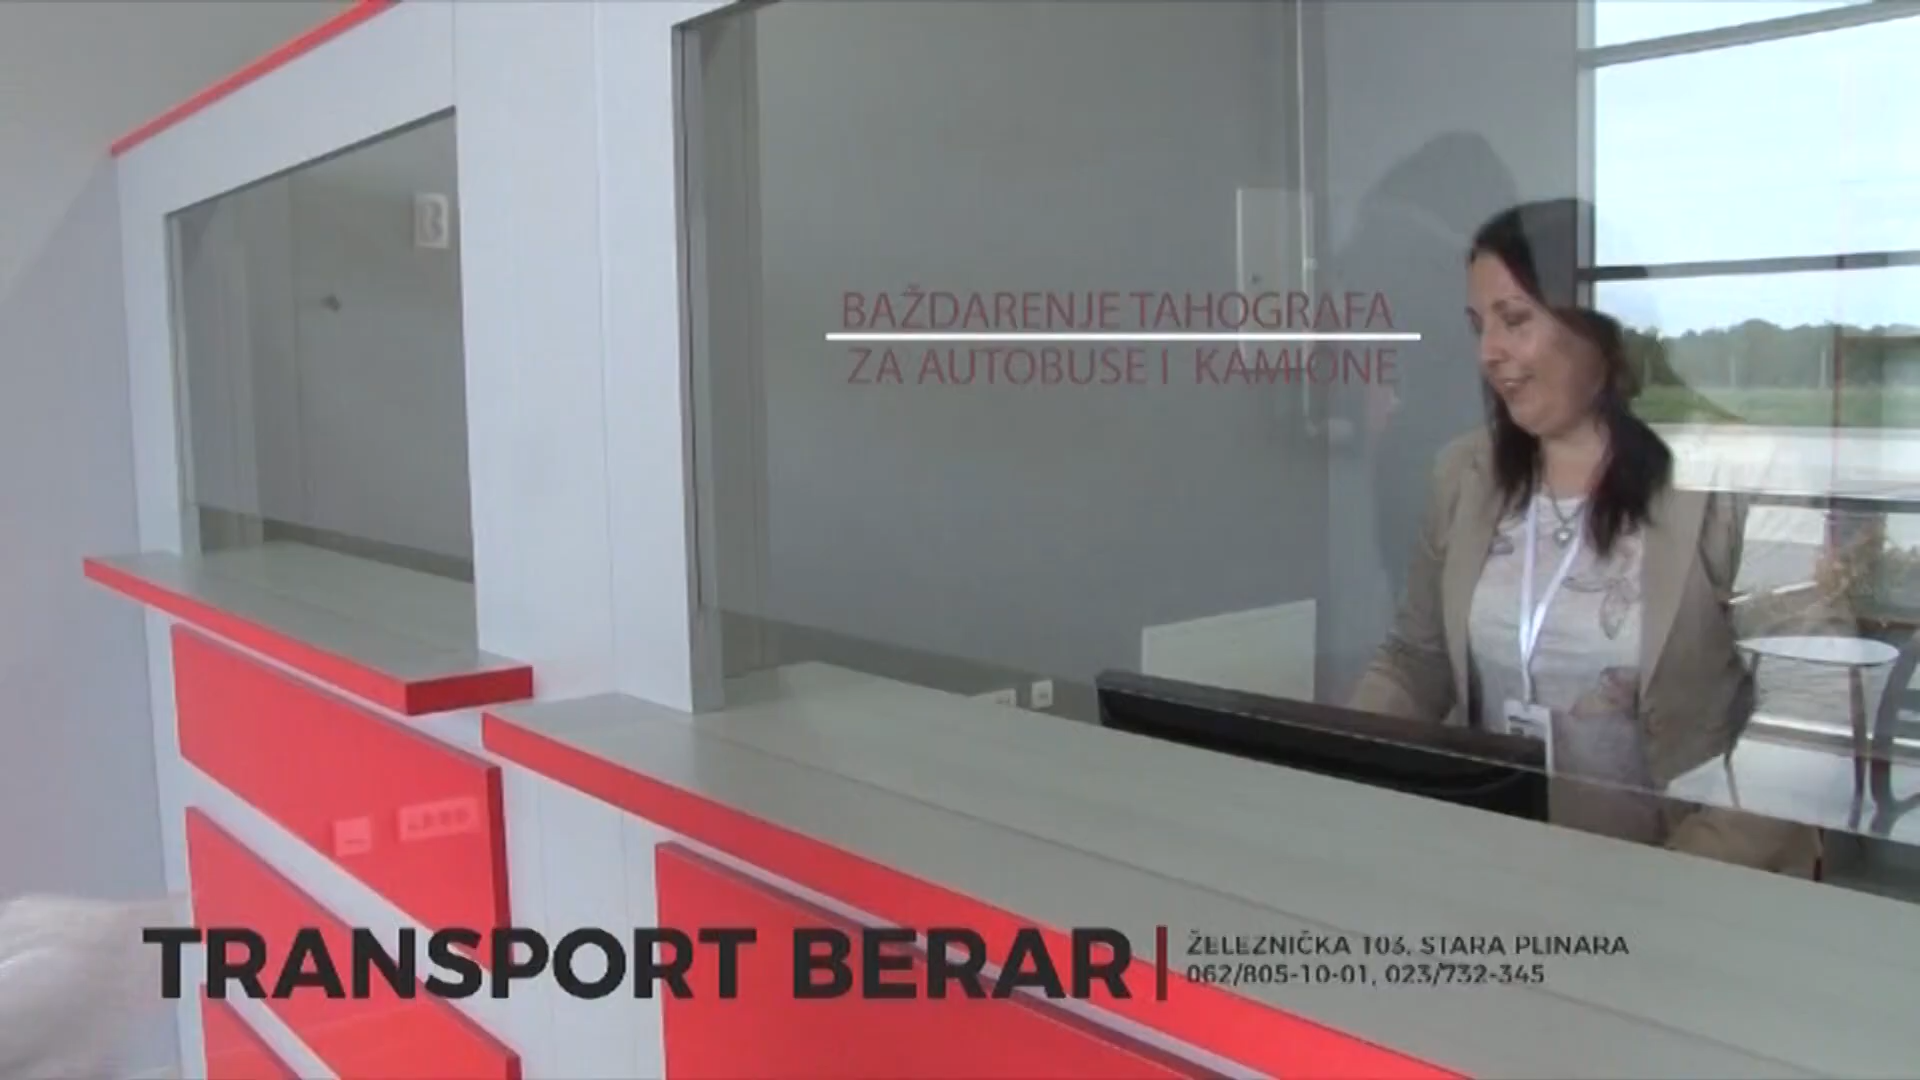 BAŽDARENJE TAHOGRAFA
ZA AUTOBUSE I KAMIONE
TRANSPORT BERAR
ŽELEZNIČKA 103, STARA PLINARA
062/805-10-01, 023/732-345